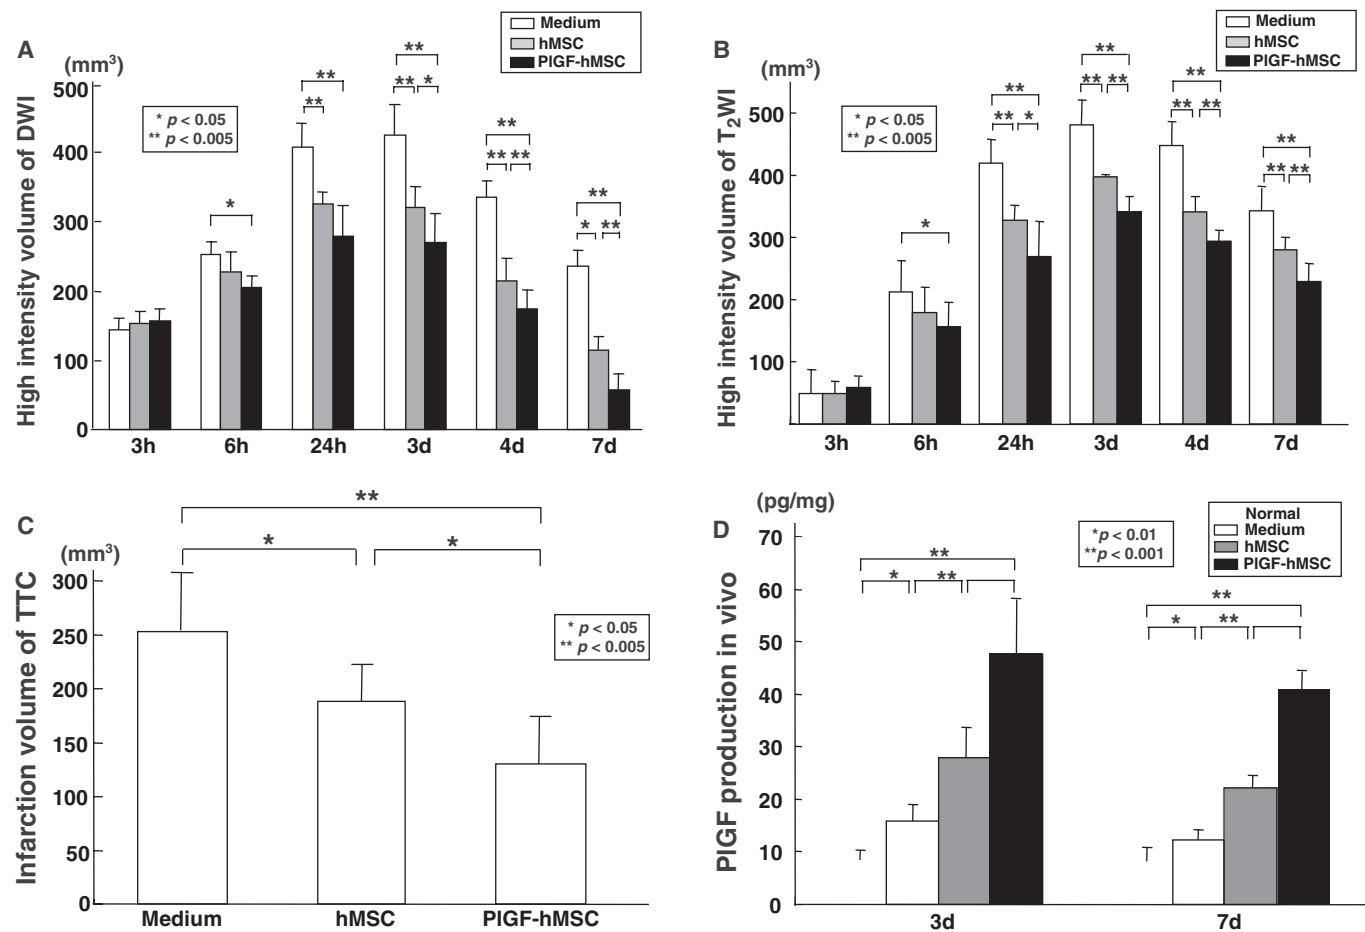 A
(mm³)
High intensity volume of DWI
500
400
300
200
100
0
Medium
hMSC
PlGF-hMSC
* p < 0.05
** p < 0.005
*
**
**
**
** *
**
** **
**
* **
3h 6h 24h 3d 4d 7d
B
(mm³)
High intensity volume of T₂WI
500
400
300
200
100
Medium
hMSC
PlGF-hMSC
* p < 0.05
** p < 0.005
*
**
** *
**
** **
**
** **
**
** **
3h 6h 24h 3d 4d 7d
C
(mm³)
Infarction volume of TTC
300
250
200
150
100
50
0
**
* *
* p < 0.05
** p < 0.005
Medium hMSC PlGF-hMSC
D
(pg/mg)
PlGF production in vivo
70
60
50
40
30
20
10
0
*p < 0.01
**p < 0.001
Normal
Medium
hMSC
PlGF-hMSC
**
* **
**
* **
3d 7d